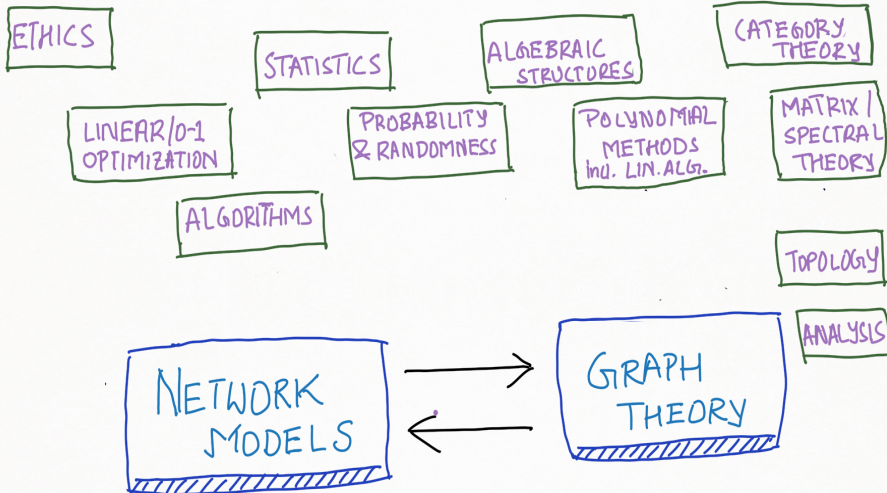 ETHICS
STATISTICS
ALGEBRAIC
STRUCTURES
CATEGORY
THEORY
LINEAR/0-1
OPTIMIZATION
PROBABILITY
& RANDOMNESS
POLYNOMIAL
METHODS
incl. LIN. ALG.
MATRIX/
SPECTRAL
THEORY
ALGORITHMS
TOPOLOGY
ANALYSIS
NETWORK
MODELS
GRAPH
THEORY